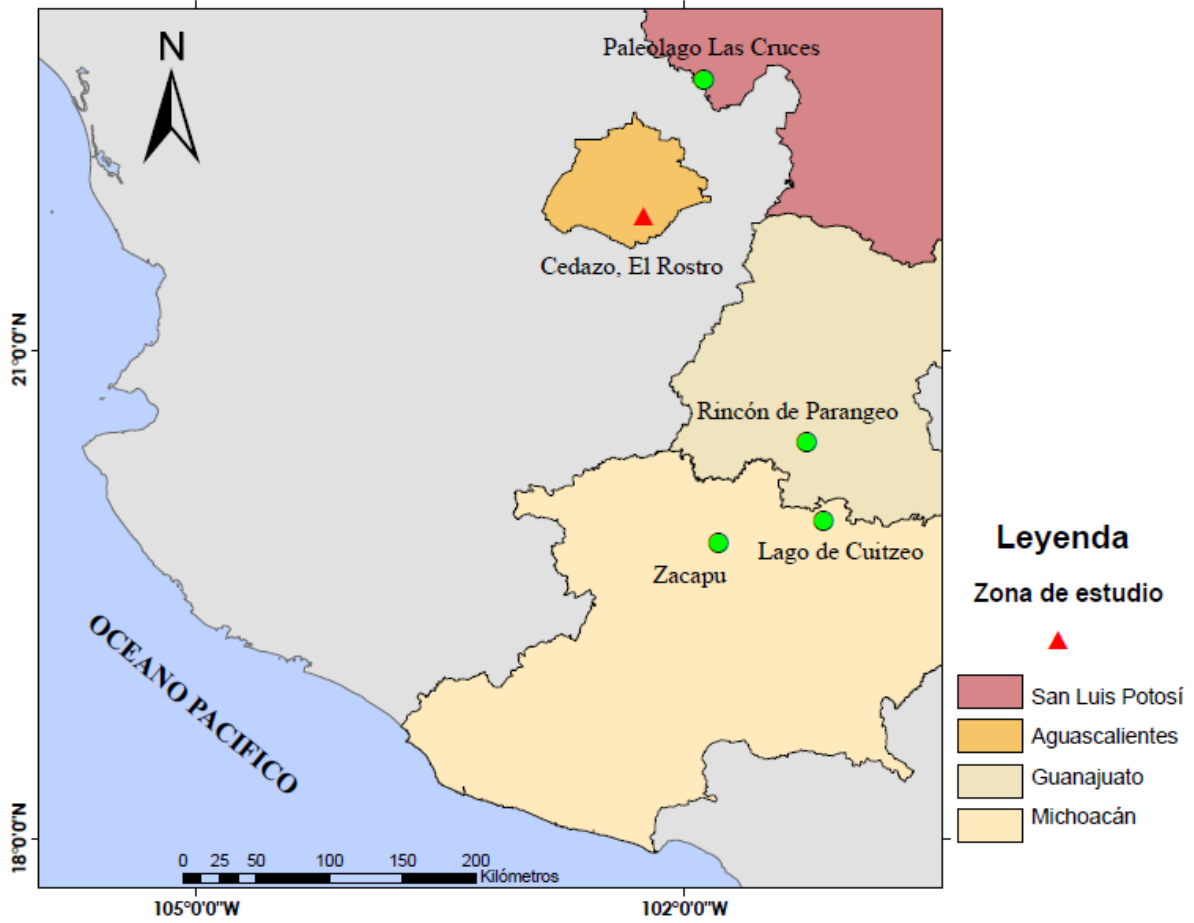 N
Paleolago Las Cruces
Cedazo, El Rostro
21°0'0"N
Rincón de Parangeo
Lago de Cuitzeo
Zacapu
OCEANO PACIFICO
18°0'0"N
0 25 50 100 150 200
Kilómetros
105°0'0"W
102°0'0"W
Leyenda
Zona de estudio
San Luis Potosí
Aguascalientes
Guanajuato
Michoacán